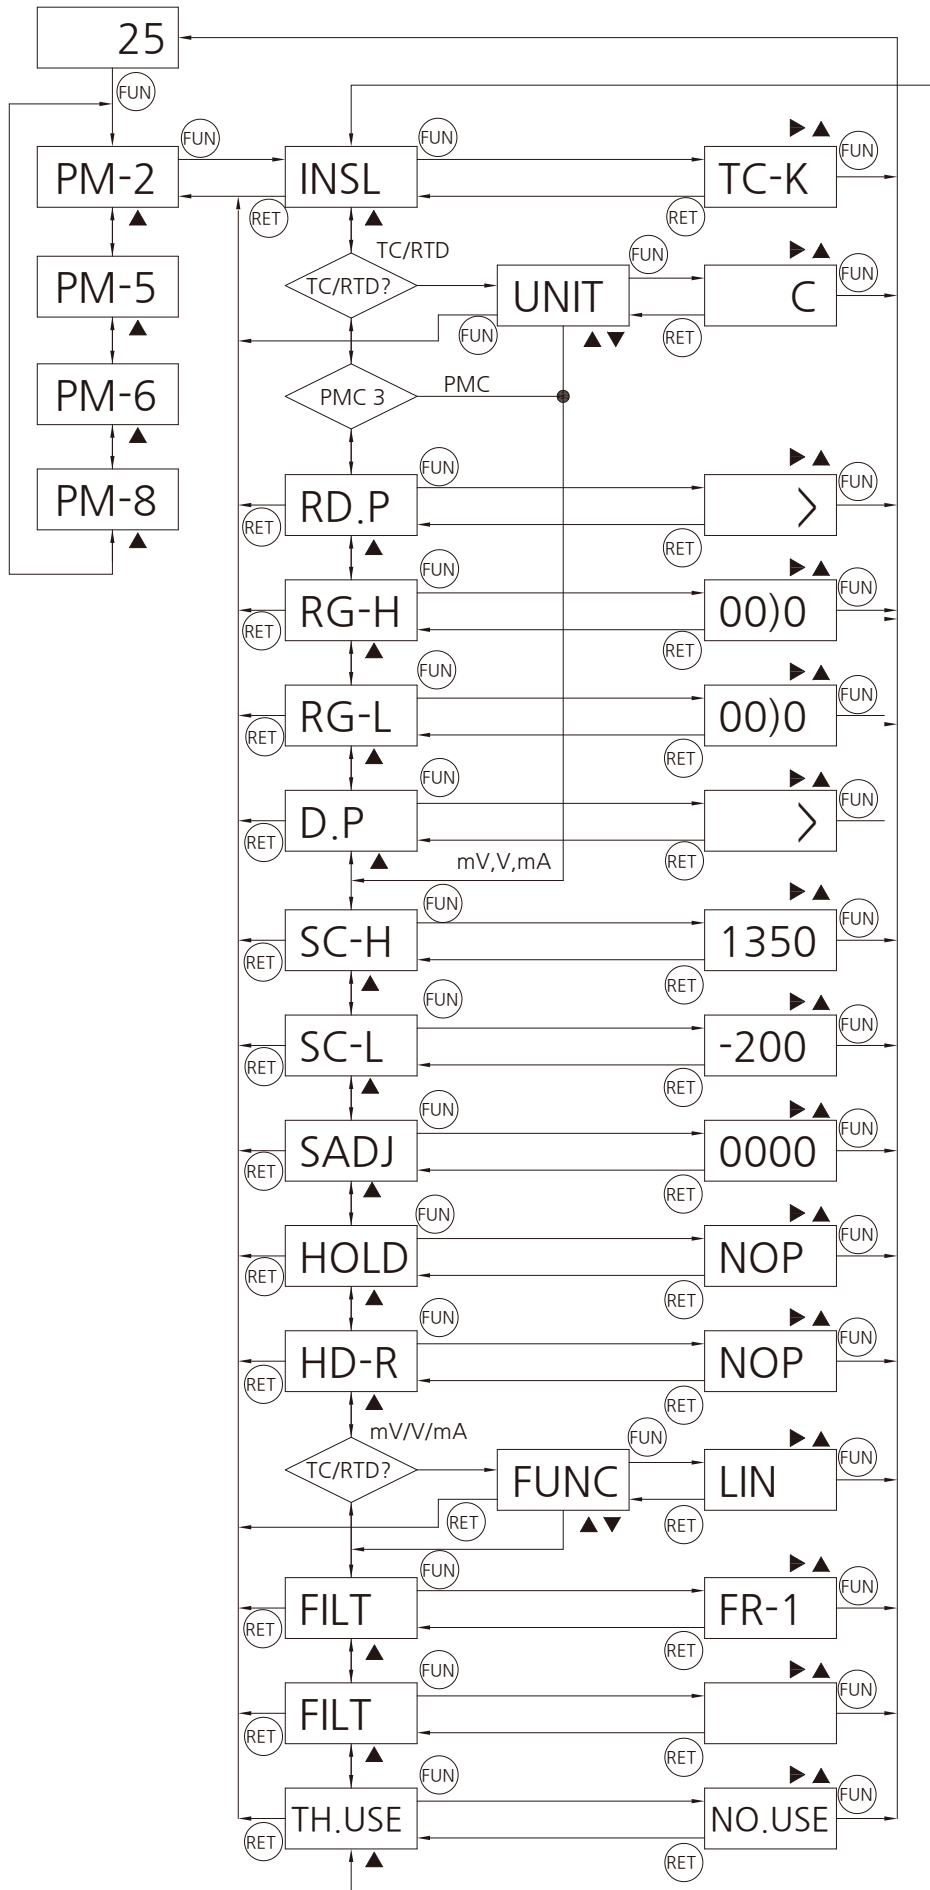 25
FUN
FUN
FUN
FUN
PM-2
INSL
TC-K
RET
RET
TC/RTD
FUN
FUN
PM-5
TC/RTD?
UNIT
C
FUN
RET
PM-6
PMC 3
PMC
FUN
FUN
PM-8
RD.P
>
RET
RET
FUN
FUN
RG-H
00)0
RET
RET
FUN
FUN
RG-L
00)0
RET
RET
FUN
FUN
D.P
>
RET
mV,V,mA
RET
FUN
FUN
SC-H
1350
RET
RET
FUN
FUN
SC-L
-200
RET
RET
FUN
FUN
SADJ
0000
RET
RET
FUN
FUN
HOLD
NOP
RET
RET
FUN
FUN
HD-R
NOP
RET
RET
mV/V/mA
FUN
FUN
TC/RTD?
FUNC
LIN
RET
RET
FUN
FUN
FILT
FR-1
RET
RET
FUN
FUN
FILT
RET
RET
FUN
FUN
TH.USE
NO.USE
RET
RET